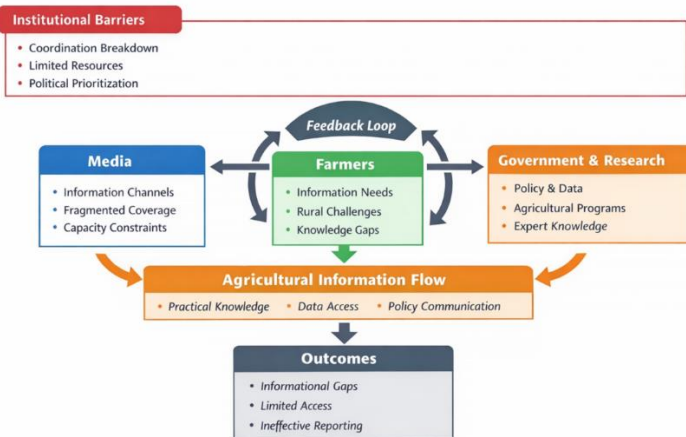 Institutional Barriers
• Coordination Breakdown
• Limited Resources
• Political Prioritization
Feedback Loop
Media
• Information Channels
• Fragmented Coverage
• Capacity Constraints
Farmers
• Information Needs
• Rural Challenges
• Knowledge Gaps
Government & Research
• Policy & Data
• Agricultural Programs
• Expert Knowledge
Agricultural Information Flow
• Practical Knowledge • Data Access • Policy Communication
Outcomes
• Informational Gaps
• Limited Access
• Ineffective Reporting